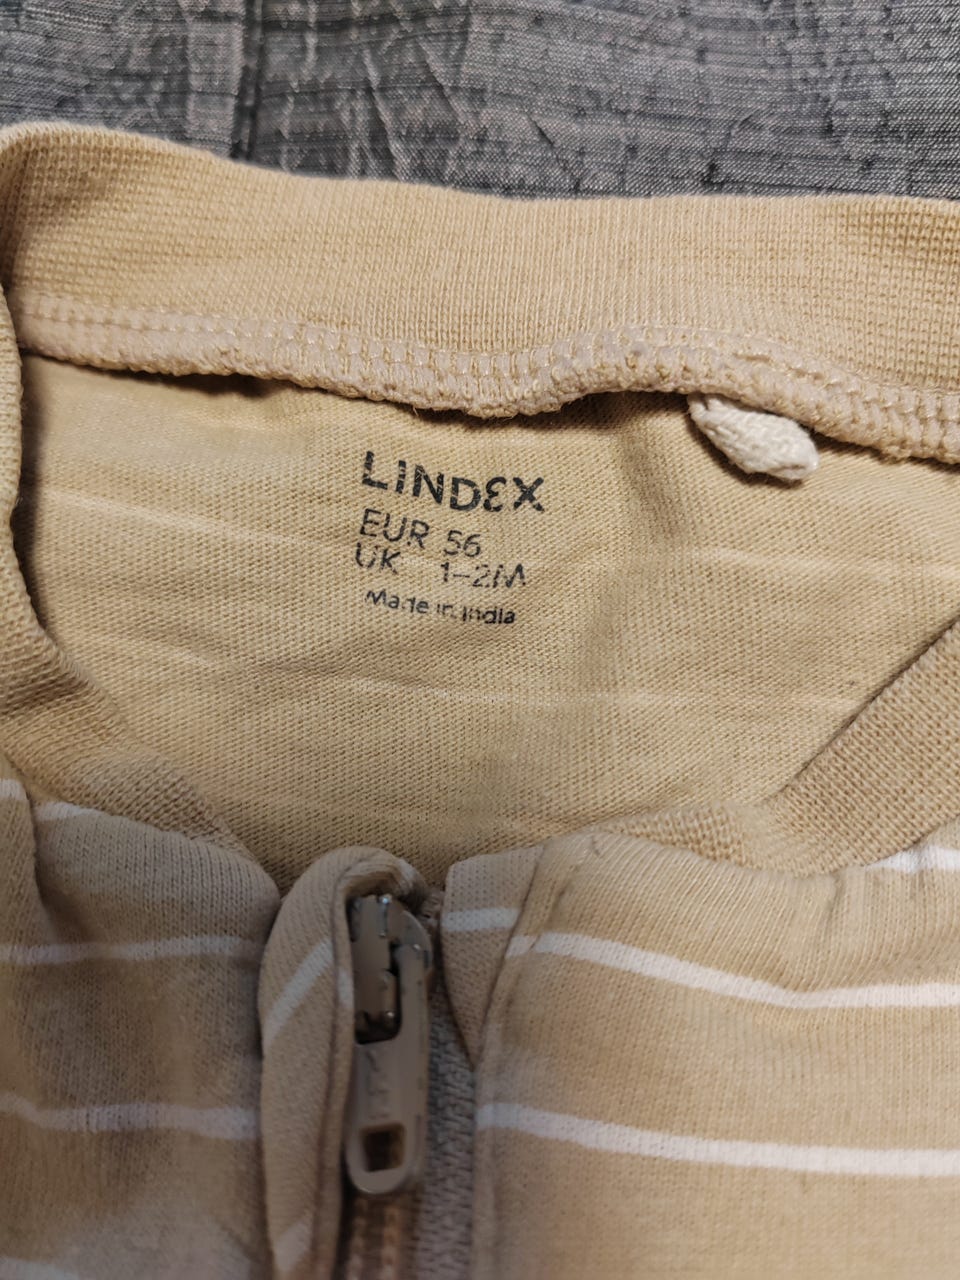 LINDEX
EUR 56
UK 1-2M
Made in India